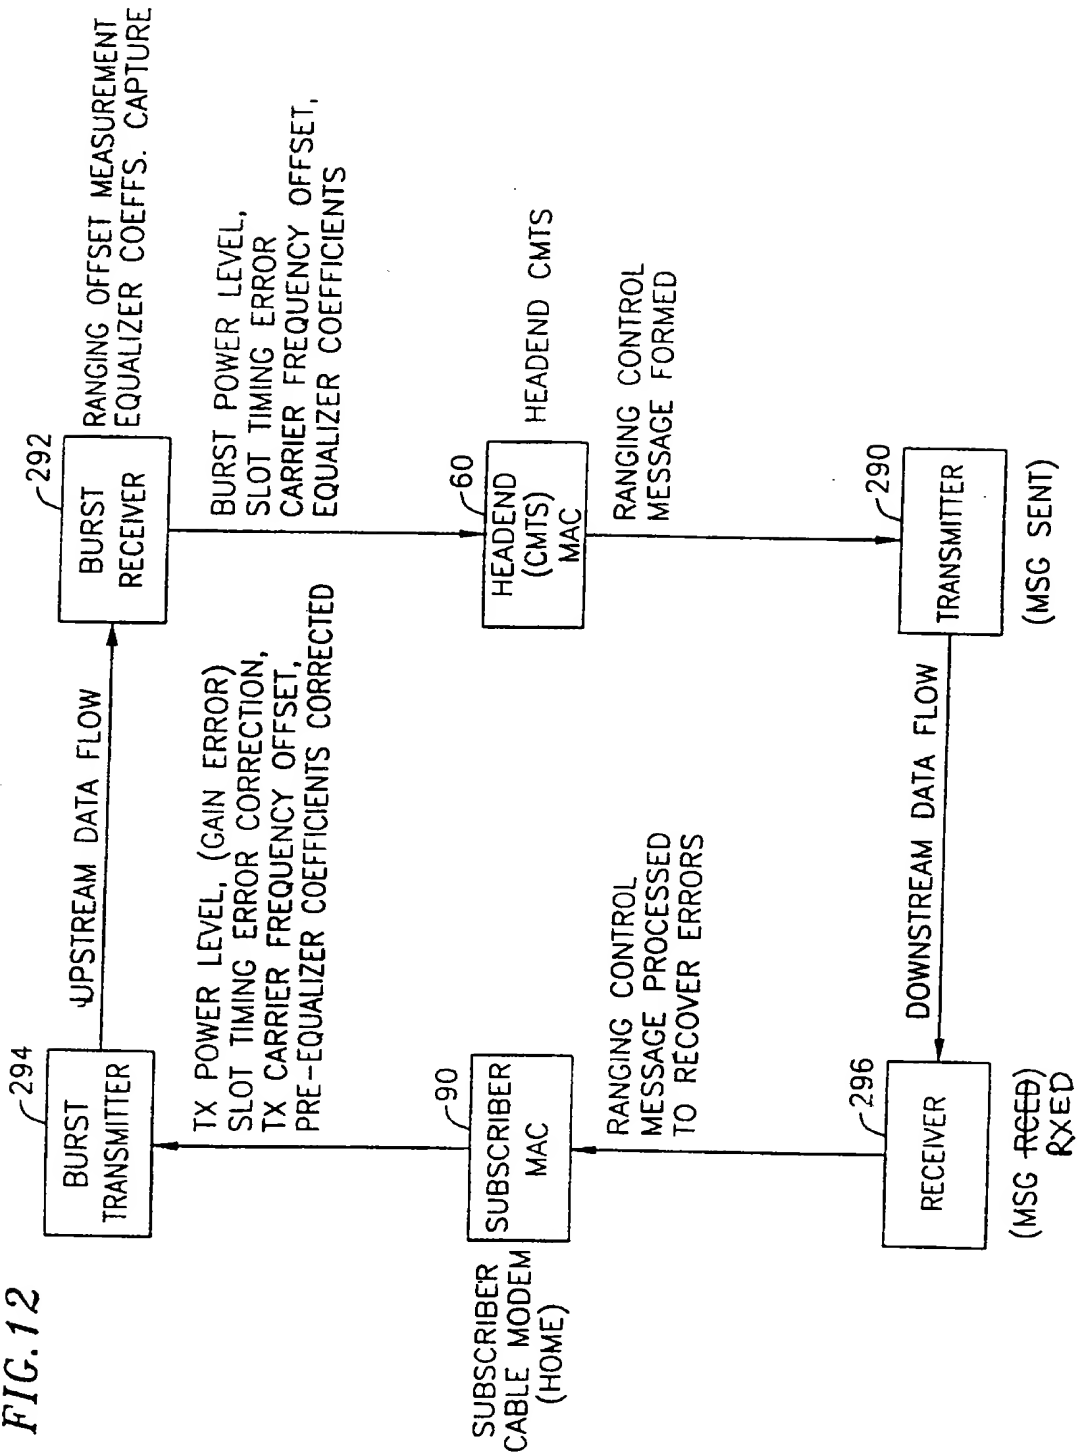 FIG. 12
294
BURST
TRANSMITTER
UPSTREAM DATA FLOW
292
BURST
RECEIVER
RANGING OFFSET MEASUREMENT
EQUALIZER COEFFS. CAPTURE
TX POWER LEVEL, (GAIN ERROR)
SLOT TIMING ERROR CORRECTION,
TX CARRIER FREQUENCY OFFSET,
PRE-EQUALIZER COEFFICIENTS CORRECTED
BURST POWER LEVEL,
SLOT TIMING ERROR
CARRIER FREQUENCY OFFSET,
EQUALIZER COEFFICIENTS
SUBSCRIBER
CABLE MODEM
(HOME)
90
SUBSCRIBER
MAC
60
HEADEND
(CMTS)
MAC
HEADEND CMTS
RANGING CONTROL
MESSAGE PROCESSED
TO RECOVER ERRORS
RANGING CONTROL
MESSAGE FORMED
296
RECEIVER
DOWNSTREAM DATA FLOW
290
TRANSMITTER
(MSG RCED)
RXED
(MSG SENT)